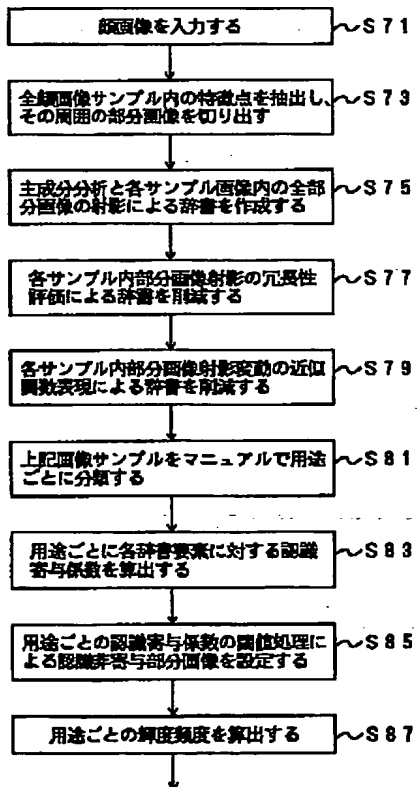 顔画像を入力する
S71
全顔画像サンプル内の特徴点を抽出し、
その周囲の部分画像を切り出す
S73
主成分分析と各サンプル画像内の全部
分画像の射影による辞書を作成する
S75
各サンプル内部分画像射影の冗長性
評価による辞書を削減する
S77
各サンプル内部分画像射影変動の近似
関数表現による辞書を削減する
S79
上記画像サンプルをマニュアルで用途
ごとに分類する
S81
用途ごとに各辞書要素に対する認識
寄与係数を算出する
S83
用途ごとの認識寄与係数の閾値処理に
よる認識非寄与部分画像を設定する
S85
用途ごとの輝度頻度を算出する
S87